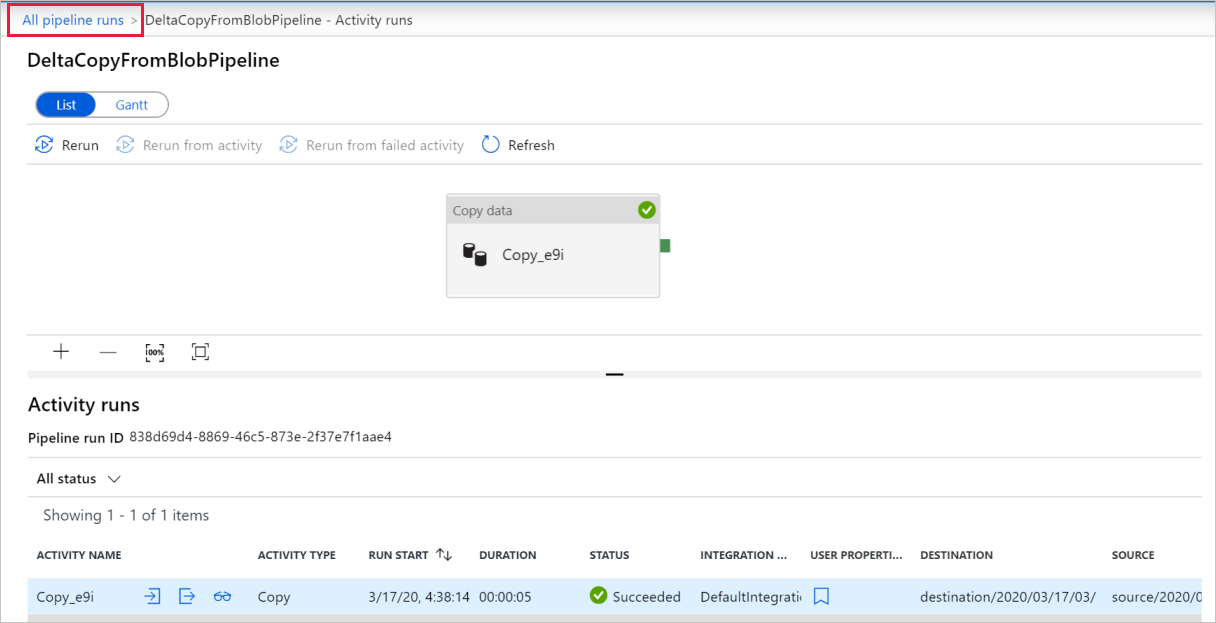 All pipeline runs > DeltaCopyFromBlobPipeline - Activity runs
DeltaCopyFromBlobPipeline
List Gantt
Rerun Rerun from activity Rerun from failed activity Refresh
Copy data
Copy_e9i
100%
Activity runs
Pipeline run ID 838d69d4-8869-46c5-873e-2f37e7f1aae4
All status
Showing 1 - 1 of 1 items
ACTIVITY NAME ACTIVITY TYPE RUN START DURATION STATUS INTEGRATION ... USER PROPERTI... DESTINATION SOURCE
Copy_e9i Copy 3/17/20, 4:38:14 00:00:05 Succeeded DefaultIntegrati destination/2020/03/17/03/ source/2020/0